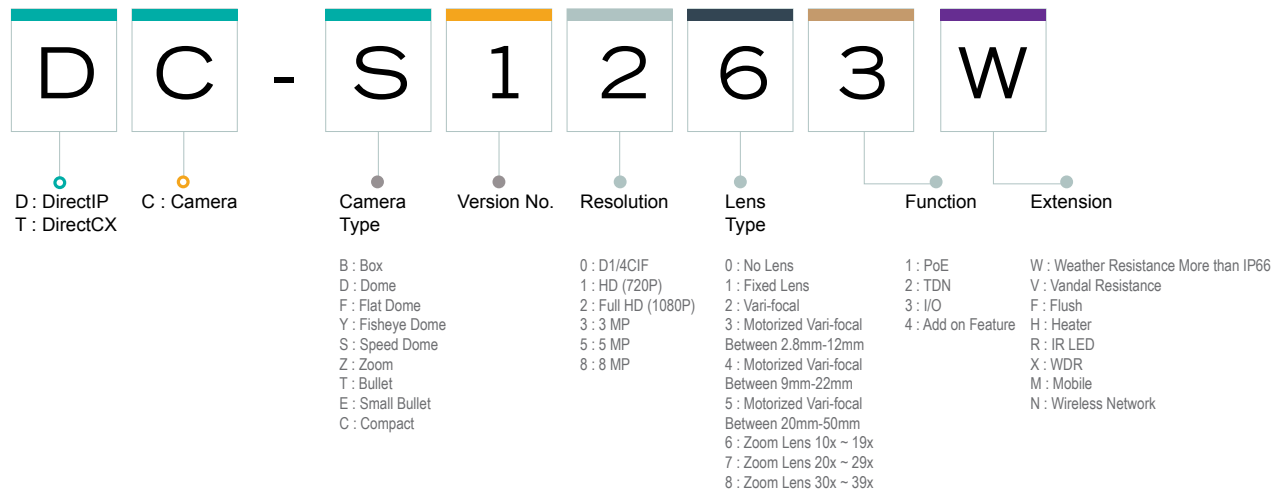 D C - S 1 2 6 3 W
D : DirectIP
T : DirectCX
C : Camera
Camera
Type
Version No.
Resolution
Lens
Type
Function
Extension
B : Box
D : Dome
F : Flat Dome
Y : Fisheye Dome
S : Speed Dome
Z : Zoom
T : Bullet
E : Small Bullet
C : Compact
0 : D1/4CIF
1 : HD (720P)
2 : Full HD (1080P)
3 : 3 MP
5 : 5 MP
8 : 8 MP
0 : No Lens
1 : Fixed Lens
2 : Vari-focal
3 : Motorized Vari-focal
Between 2.8mm-12mm
4 : Motorized Vari-focal
Between 9mm-22mm
5 : Motorized Vari-focal
Between 20mm-50mm
6 : Zoom Lens 10x ~ 19x
7 : Zoom Lens 20x ~ 29x
8 : Zoom Lens 30x ~ 39x
1 : PoE
2 : TDN
3 : I/O
4 : Add on Feature
W : Weather Resistance More than IP66
V : Vandal Resistance
F : Flush
H : Heater
R : IR LED
X : WDR
M : Mobile
N : Wireless Network